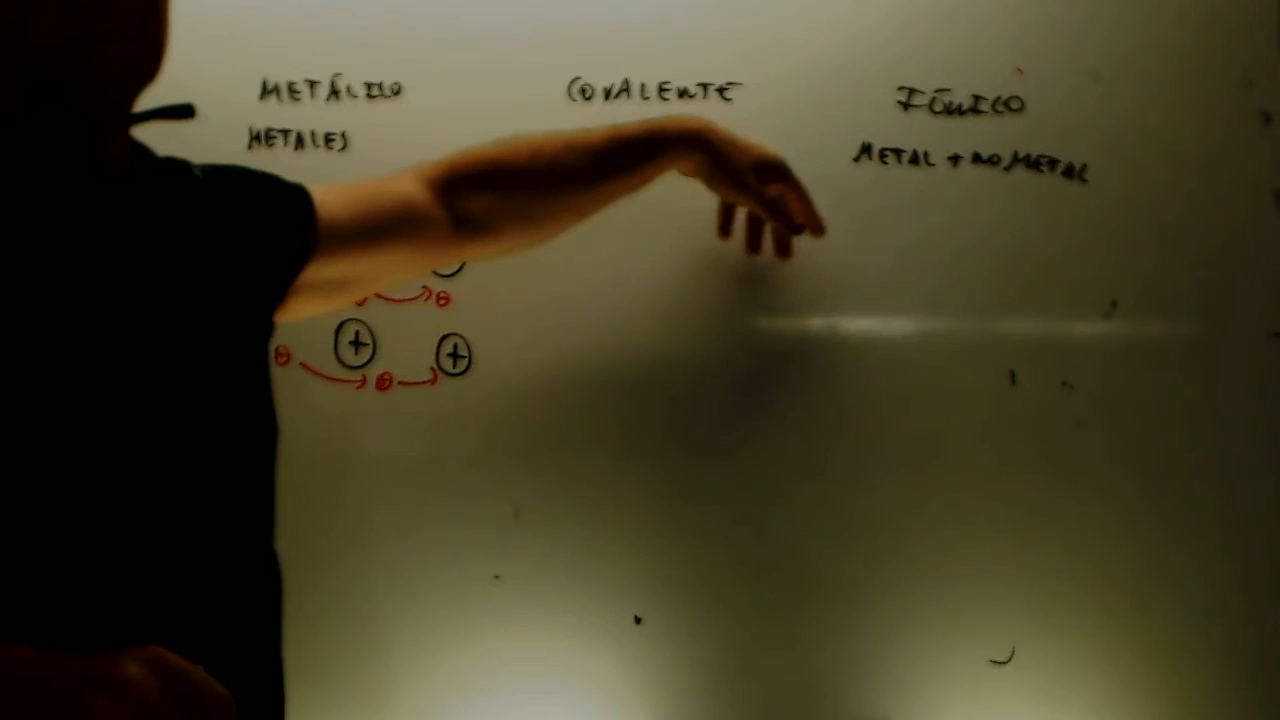 METÁLICO
METALES
COVALENTE
IÓNICO
METAL + NO METAL
+
+